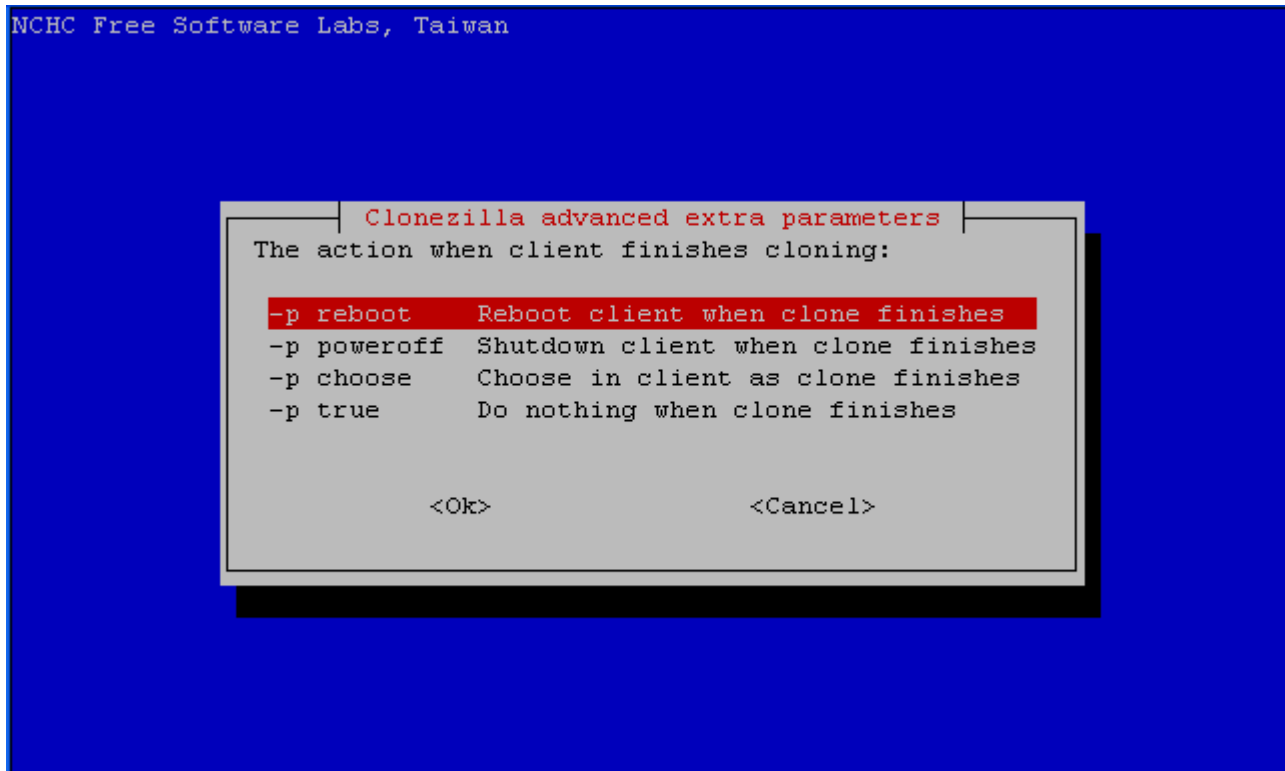 NCHC Free Software Labs, Taiwan
Clonezilla advanced extra parameters
The action when client finishes cloning:
-p reboot    Reboot client when clone finishes
-p poweroff  Shutdown client when clone finishes
-p choose    Choose in client as clone finishes
-p true      Do nothing when clone finishes
<Ok>                <Cancel>